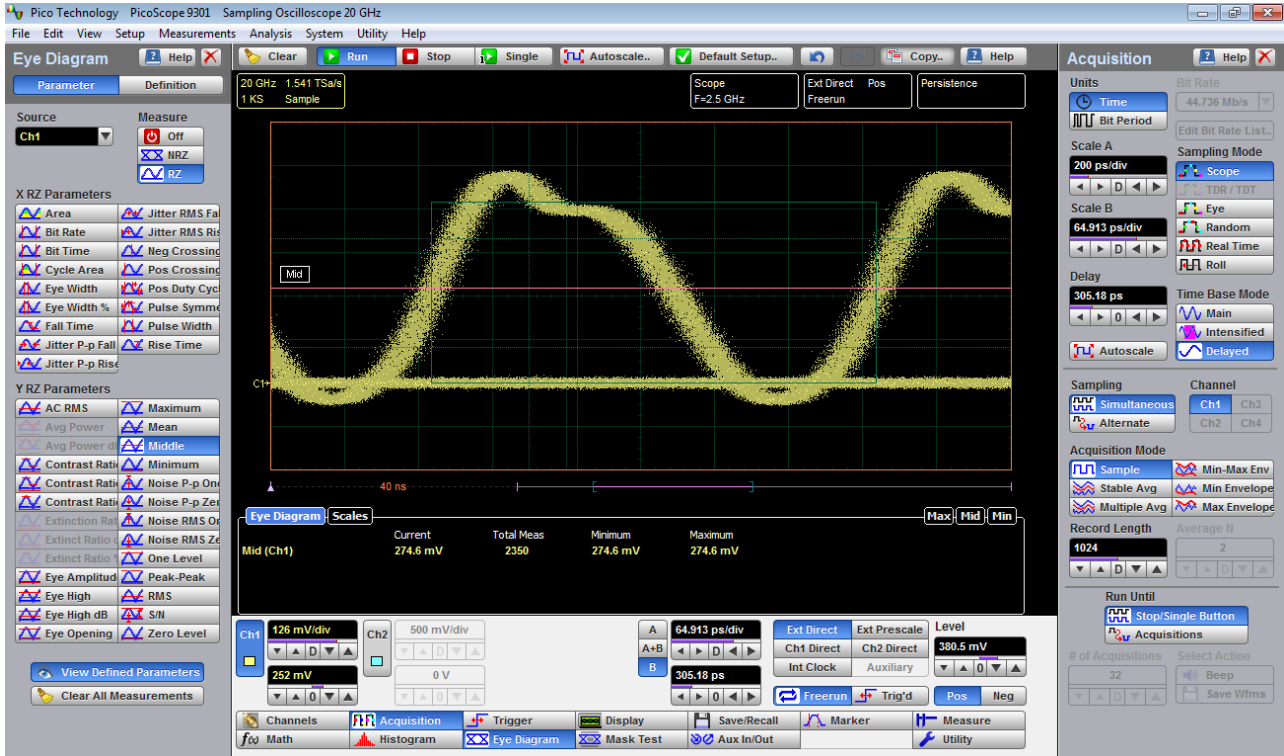 Pico Technology PicoScope 9301 Sampling Oscilloscope 20 GHz
File Edit View Setup Measurements Analysis System Utility Help
Eye Diagram Help
Parameter Definition
Source Measure
Ch1 Off
NRZ
RZ
X RZ Parameters
Area Jitter RMS Fal
Bit Rate Jitter RMS Ris
Bit Time Neg Crossing
Cycle Area Pos Crossing
Eye Width Pos Duty Cycl
Eye Width % Pulse Symme
Fall Time Pulse Width
Jitter P-p Fall Rise Time
Jitter P-p Rise
Y RZ Parameters
AC RMS Maximum
Avg Power Mean
Avg Power dB Middle
Contrast Rati Minimum
Contrast Rati Noise P-p One
Contrast Rati Noise P-p Zer
Extinction Rat Noise RMS On
Extinct Ratio Noise RMS Ze
Extinct Ratio One Level
Eye Amplitud Peak-Peak
Eye High RMS
Eye High dB S/N
Eye Opening Zero Level
View Defined Parameters
Clear All Measurements
Clear Run Stop Single Autoscale.. Default Setup.. Copy.. Help
20 GHz 1.541 TSa/s
1 KS Sample
Scope
F=2.5 GHz
Ext Direct Pos
Freerun
Persistence
Mid
C1
40 ns
Eye Diagram Scales Max Mid Min
Current Total Meas Minimum Maximum
Mid (Ch1) 274.6 mV 2350 274.6 mV 274.6 mV
Ch1 126 mV/div Ch2 500 mV/div
D D
252 mV 0 V
0 0
A 64.913 ps/div
A+B D
B 305.18 ps
0
Ext Direct Ext Prescale Level
Ch1 Direct Ch2 Direct 380.5 mV
Int Clock Auxiliary 0
Freerun Trig'd Pos Neg
Channels Acquisition Trigger Display Save/Recall Marker Measure
f(x) Math Histogram Eye Diagram Mask Test Aux In/Out Utility
Acquisition Help
Units Bit Rate
Time 44.736 Mb/s
Bit Period Edit Bit Rate List..
Scale A Sampling Mode
200 ps/div Scope
D TDR / TDT
Scale B Eye
64.913 ps/div Random
D Real Time
Roll
Delay
305.18 ps Time Base Mode
0 Main
Intensified
Autoscale Delayed
Sampling Channel
Simultaneous Ch1 Ch3
Alternate Ch2 Ch4
Acquisition Mode
Sample Min-Max Env
Stable Avg Min Envelope
Multiple Avg Max Envelope
Record Length Average N
1024 2
D D
Run Until
Stop/Single Button
Acquisitions
# of Acquisitions Select Action
32 Beep
D Save Wfms